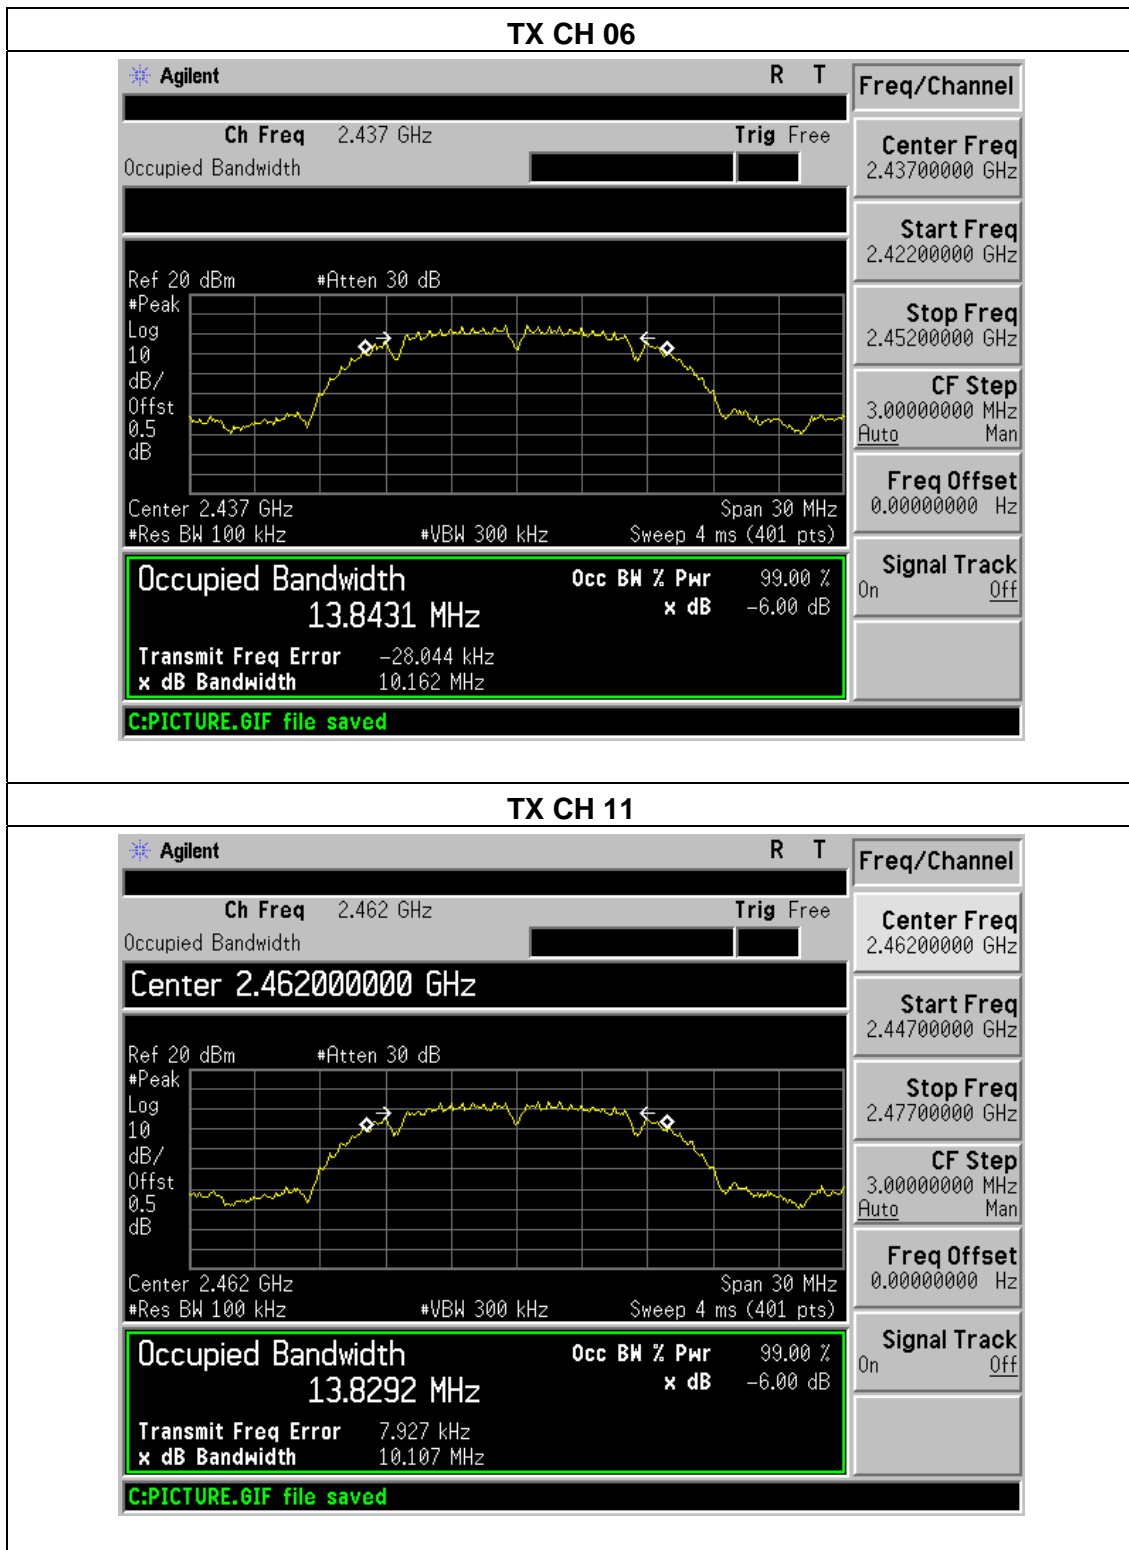 TX CH 06
Agilent R T
Freq/Channel
Ch Freq 2.437 GHz Trig Free
Occupied Bandwidth
Center Freq
2.43700000 GHz
Start Freq
2.42200000 GHz
Stop Freq
2.45200000 GHz
CF Step
3.00000000 MHz
Auto Man
Freq Offset
0.00000000 Hz
Signal Track
On Off
Ref 20 dBm #Atten 30 dB
#Peak
Log
10
dB/
Offst
0.5
dB
Center 2.437 GHz Span 30 MHz
#Res BW 100 kHz #VBW 300 kHz Sweep 4 ms (401 pts)
Occupied Bandwidth Occ BW % Pwr 99.00 %
13.8431 MHz x dB -6.00 dB
Transmit Freq Error -28.044 kHz
x dB Bandwidth 10.162 MHz
C:PICTURE.GIF file saved
TX CH 11
Agilent R T
Freq/Channel
Ch Freq 2.462 GHz Trig Free
Occupied Bandwidth
Center 2.462000000 GHz
Center Freq
2.46200000 GHz
Start Freq
2.44700000 GHz
Stop Freq
2.47700000 GHz
CF Step
3.00000000 MHz
Auto Man
Freq Offset
0.00000000 Hz
Signal Track
On Off
Ref 20 dBm #Atten 30 dB
#Peak
Log
10
dB/
Offst
0.5
dB
Center 2.462 GHz Span 30 MHz
#Res BW 100 kHz #VBW 300 kHz Sweep 4 ms (401 pts)
Occupied Bandwidth Occ BW % Pwr 99.00 %
13.8292 MHz x dB -6.00 dB
Transmit Freq Error 7.927 kHz
x dB Bandwidth 10.107 MHz
C:PICTURE.GIF file saved